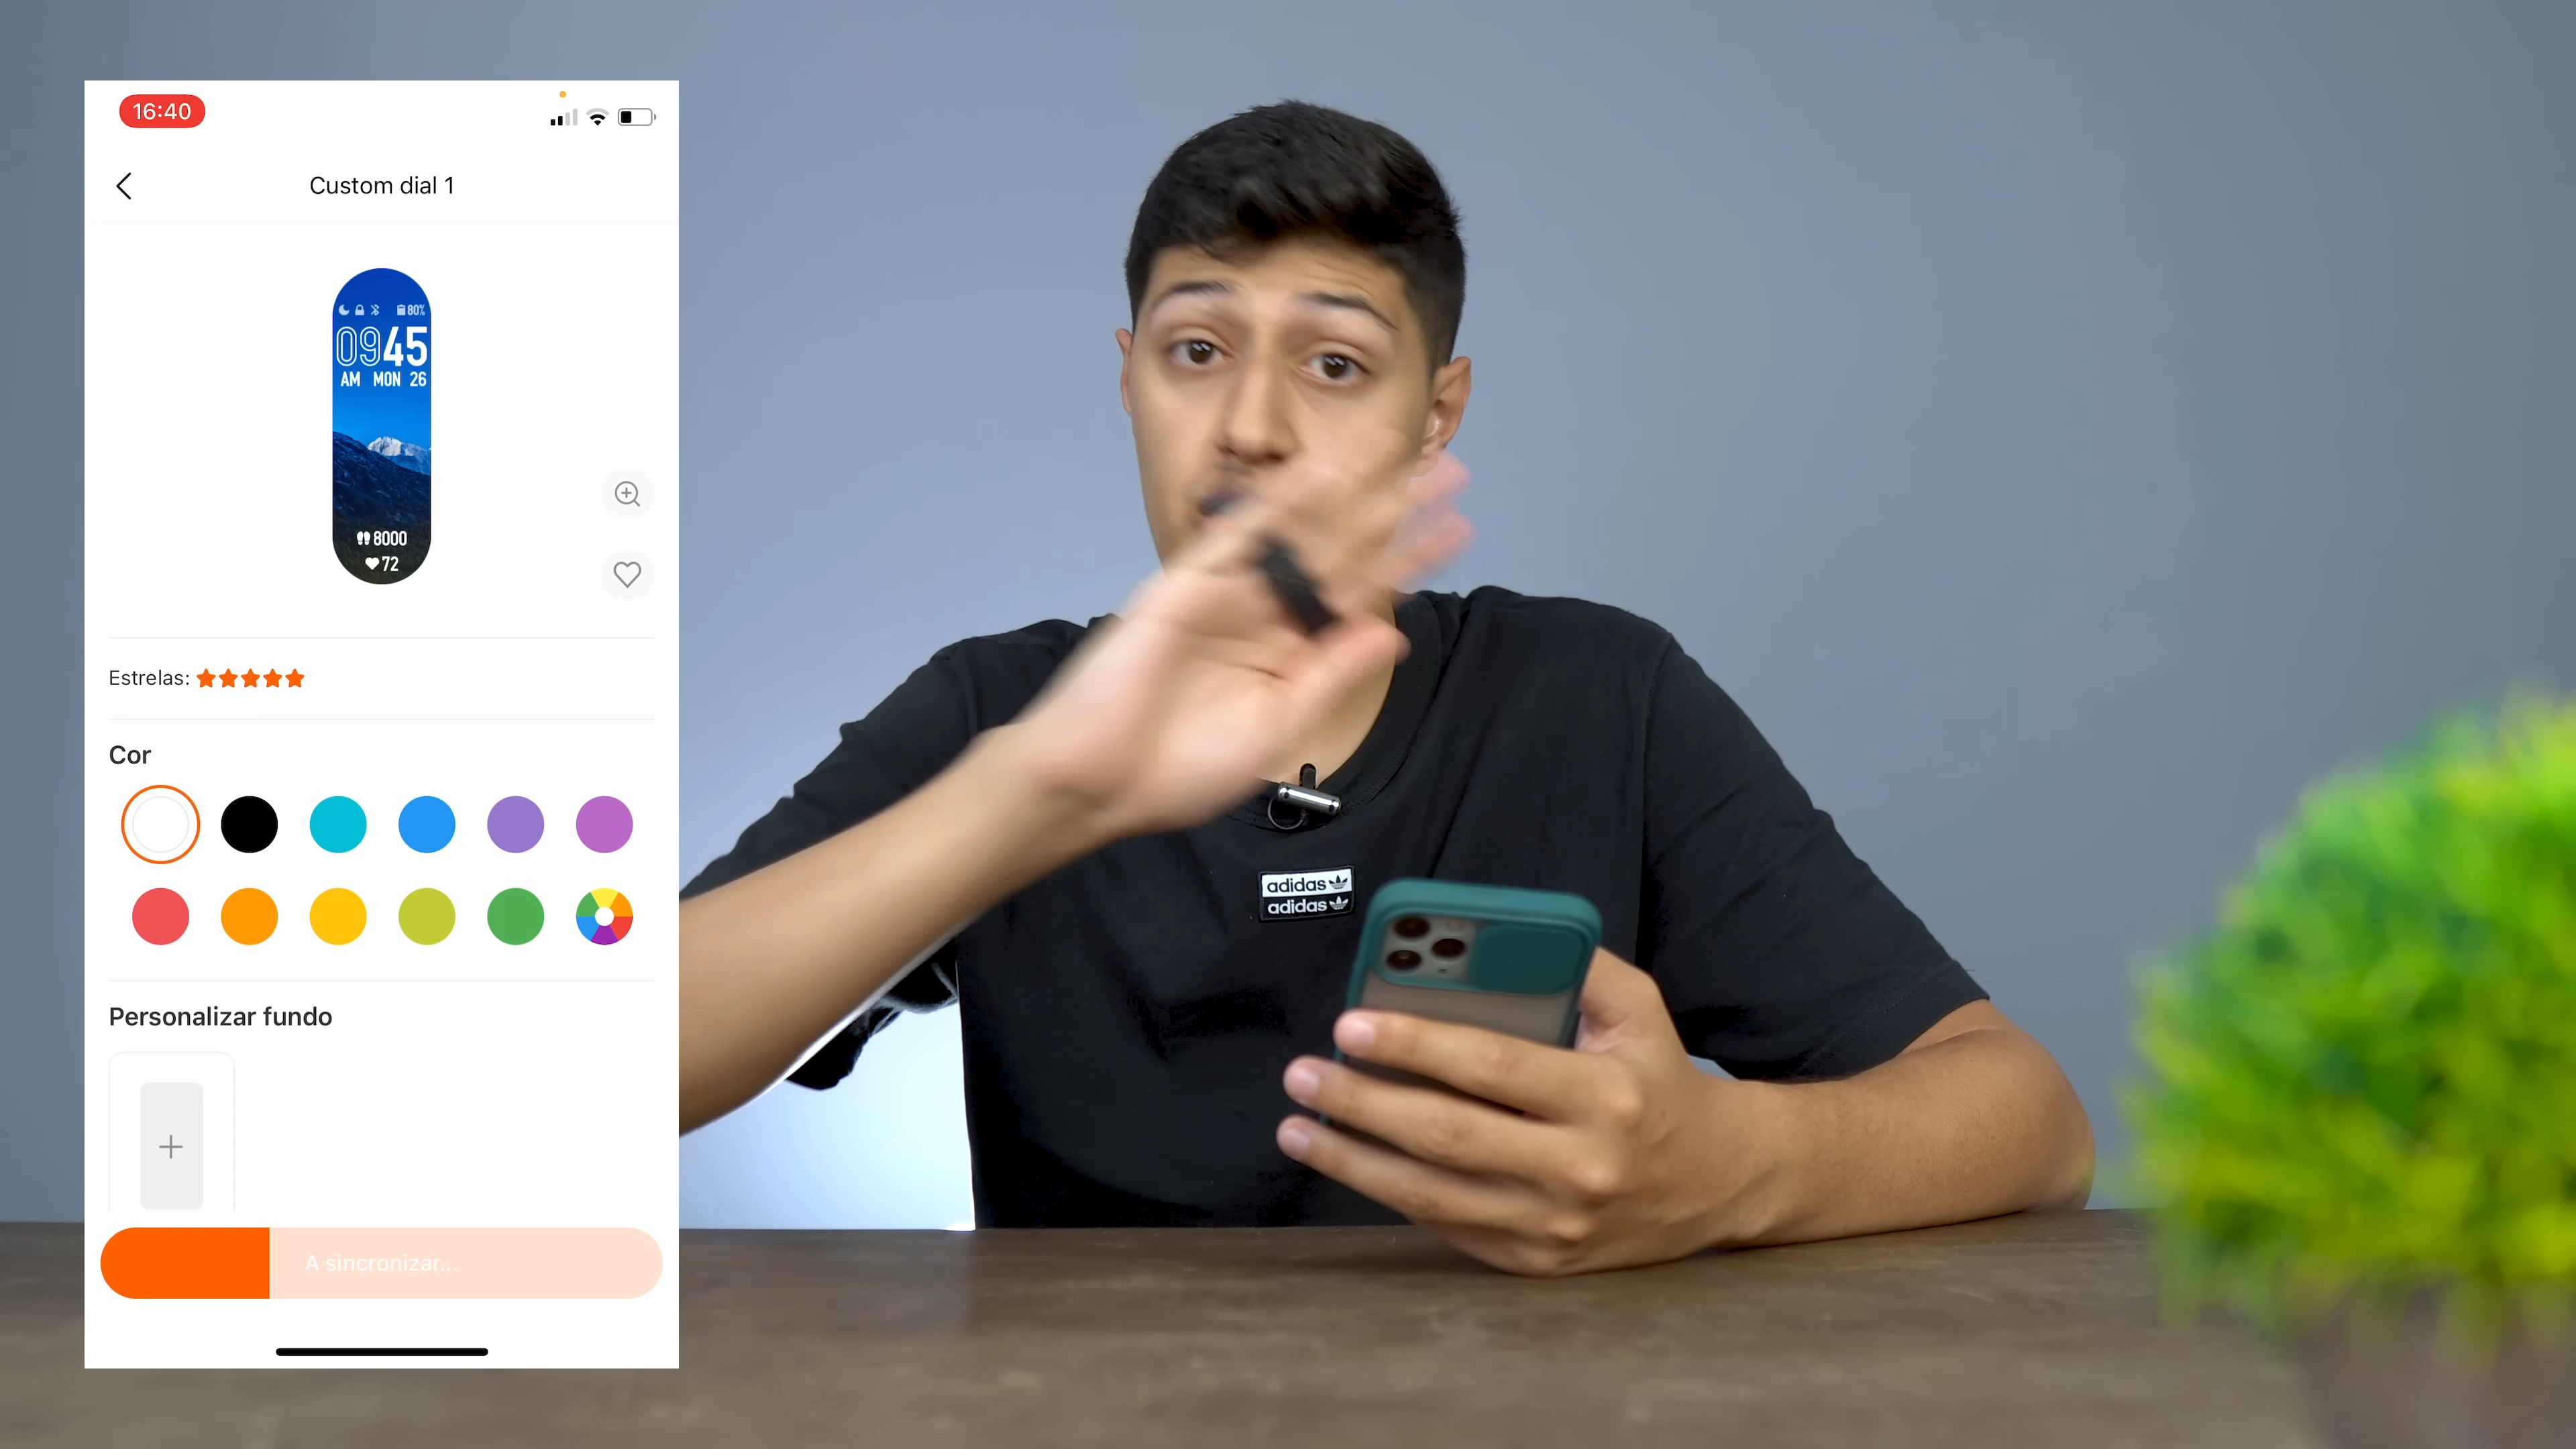 16:40
Custom dial 1
80%
0945
AM MON 26
8000
72
Estrelas:
Cor
Personalizar fundo
A sincronizar...
adidas
adidas